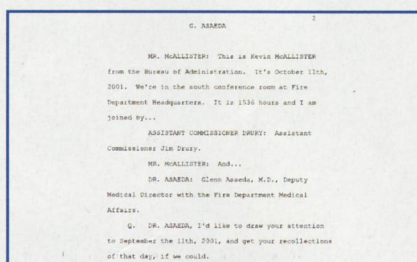 2
G. ASAEDA
MR. McALLISTER: This is Kevin McALLISTER
from the Bureau of Administration. It's October 11th,
2001. We're in the south conference room at Fire
Department Headquarters. It is 1536 hours and I am
joined by...
ASSISTANT COMMISSIONER DRURY: Assistant
Commissioner Jim Drury.
MR. McALLISTER: And...
DR. ASAEDA: Glenn Asaeda, M.D., Deputy
Medical Director with the Fire Department Medical
Affairs.
Q. DR. ASAEDA, I'd like to draw your attention
to September the 11th, 2001, and get your recollections
of that day, if we could.